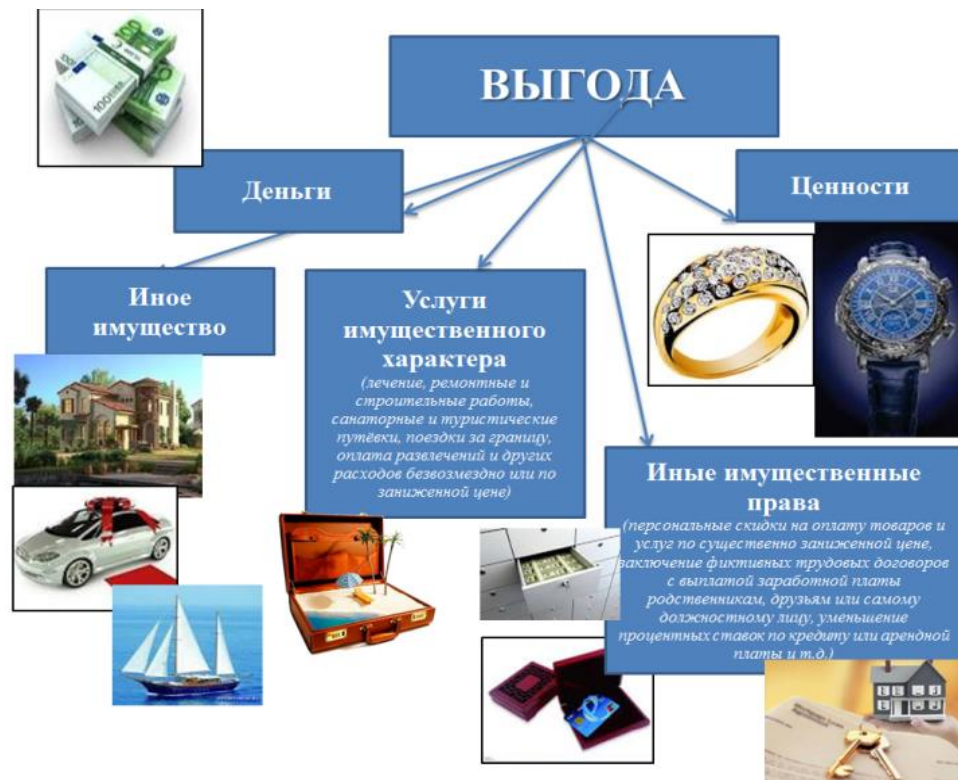 ВЫГОДА
Деньги
Ценности
Иное
имущество
Услуги
имущественного
характера
(лечение, ремонтные и
строительные работы,
санаторные и туристические
путёвки, поездки за границу,
оплата развлечений и других
расходов безвозмездно или по
заниженной цене)
Иные имущественные
права
(персональные скидки на оплату товаров и
услуг по существенно заниженной цене,
заключение фиктивных трудовых договоров
с выплатой заработной платы
родственникам, друзьям или самому
должностному лицу, уменьшение
процентных ставок по кредиту или арендной
платы и т.д.)
100
100